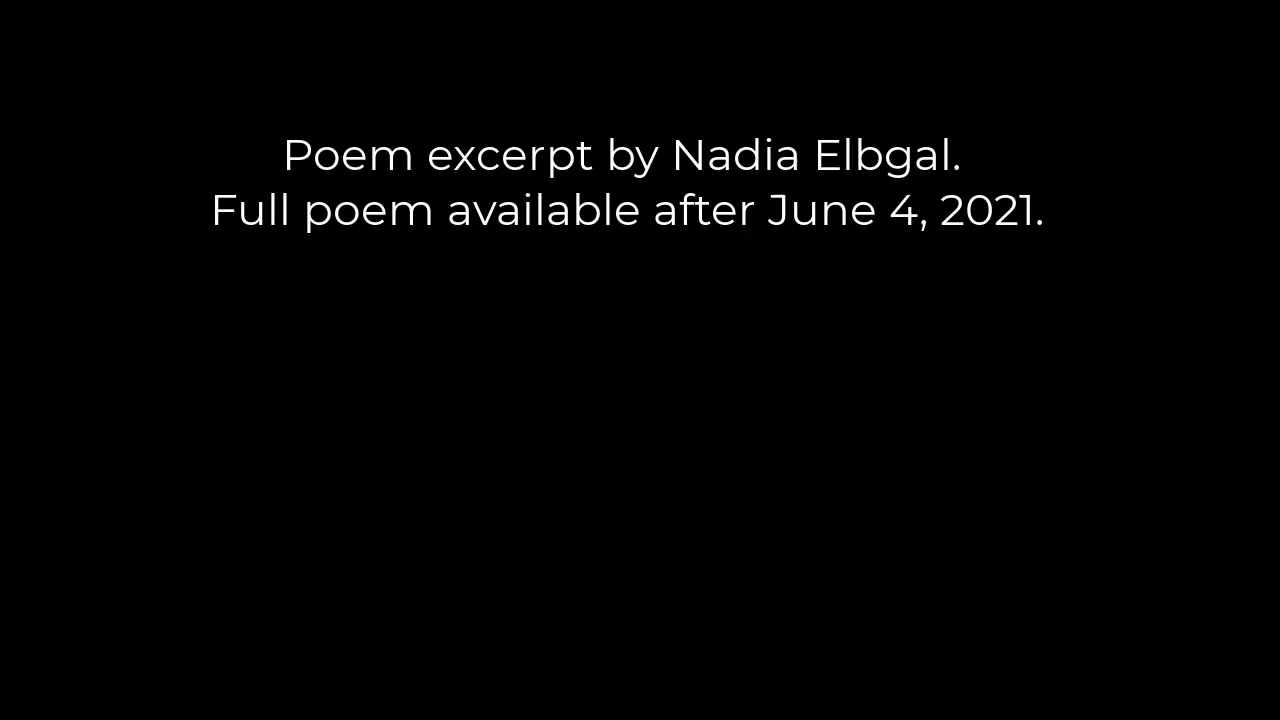 Poem excerpt by Nadia Elbgal.
Full poem available after June 4, 2021.